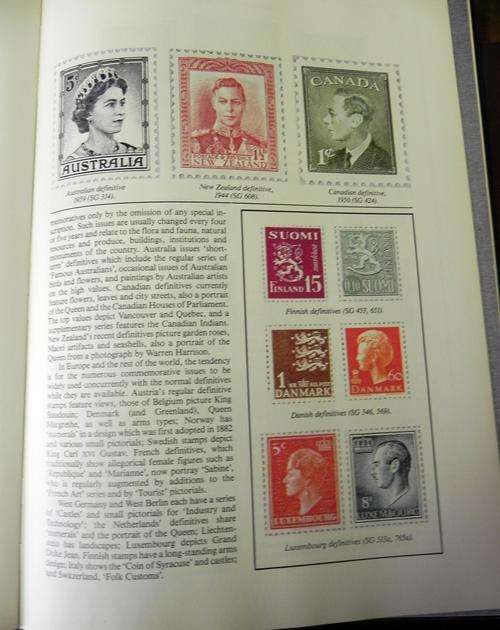 5D
AUSTRALIA
NEW ZEALAND
CANADA
1c
Australian definitive
1959 (SG 314).
New Zealand definitive,
1944 (SG 608).
Canadian definitive,
1950 (SG 424).
memoratives only by the omission of any special in-
scription. Such issues are usually changed every four
or five years and relate to the flora and fauna, natural
resources and produce, buildings, institutions and
monuments of the country. Australia issues 'short-
term' definitives which include the regular series of
'Famous Australians', occasional issues of Australian
birds and flowers, and paintings by Australian artists
on the high values. Canadian definitives currently
feature flowers, leaves and city streets, also a portrait
of the Queen and the Canadian Houses of Parliament.
The top values depict Vancouver and Quebec, and a
supplementary series features the Canadian Indians.
New Zealand's recent definitives picture garden roses,
Maori artifacts and seashells, also a portrait of the
Queen from a photograph by Warren Harrison.
In Europe and the rest of the world, the tendency
is for the numerous commemorative issues to be
widely used concurrently with the normal definitives
while they are available. Austria's regular definitive
stamps feature views, those of Belgium picture King
Baudouin; Denmark (and Greenland), Queen
Margrethe, as well as arms types; Norway has
'numerals' in a design which was first adopted in 1882
and various small pictorials; Swedish stamps depict
King Carl XVI Gustav. French definitives, which
traditionally show allegorical female figures such as
'Republique' and 'Marianne', now portray 'Sabine',
who is regularly augmented by additions to the
'French Art' series and by 'Tourist' pictorials.
West Germany and West Berlin each have a series
of 'Castles' and small pictorials for 'Industry and
Technology'; the Netherlands' definitives share
'numerals' and the portrait of the Queen; Liechten-
stein has landscapes; Luxembourg depicts Grand
Duke Jean. Finnish stamps have a long-standing arms
design; Italy shows the 'Coin of Syracuse' and castles;
and Switzerland, 'Folk Customs'.
SUOMI
markkaa
FINLAND 15
0,10 SUOMI
Finnish definitives (SG 453, 651).
1
DANMARK
60
DANMARK
Danish definitives (SG 346, 569).
5c
LUXEMBOURG
8F
LUXEMBOURG
Luxembourg definitives (SG 515a, 765a).